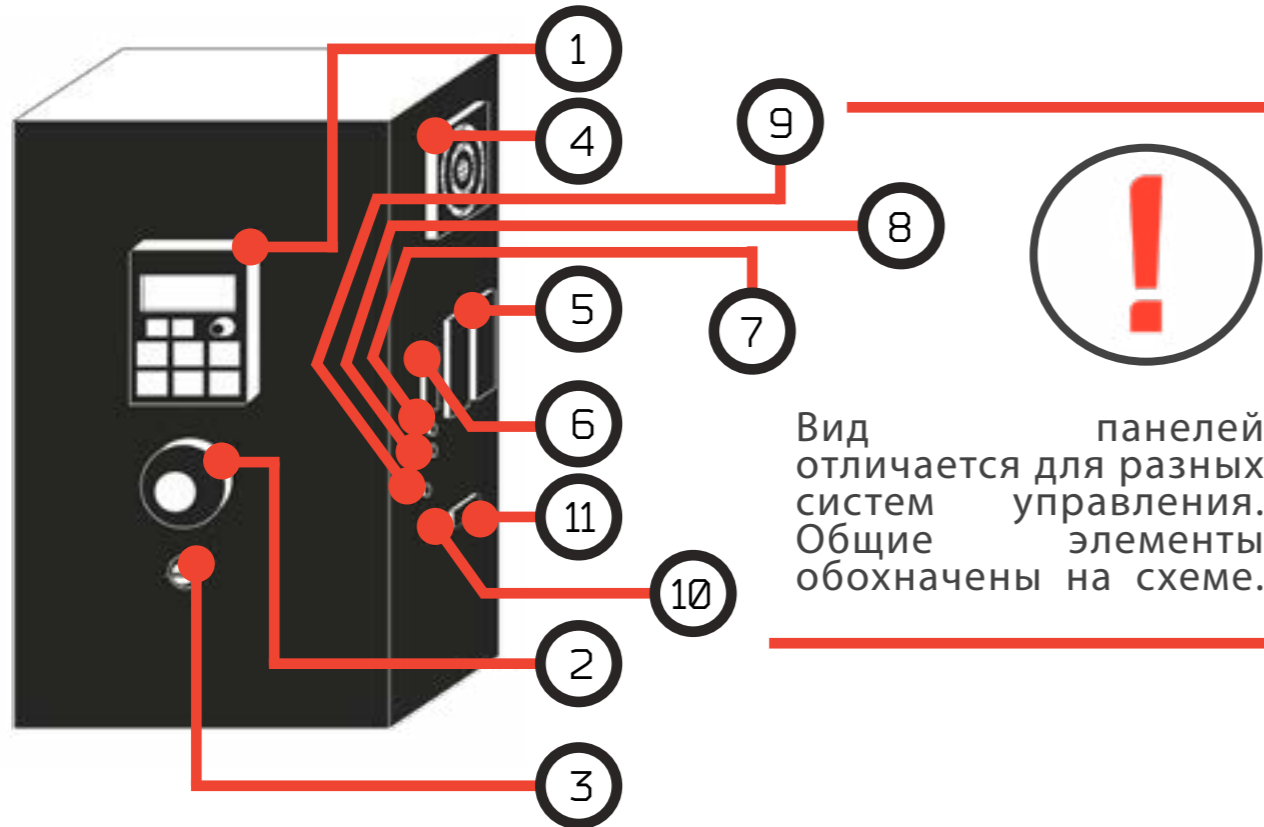 1
4
9
8
5
7
6
11
10
2
3
!
Вид панелей
отличается для разных
систем управления.
Общие элементы
обохначены на схеме.